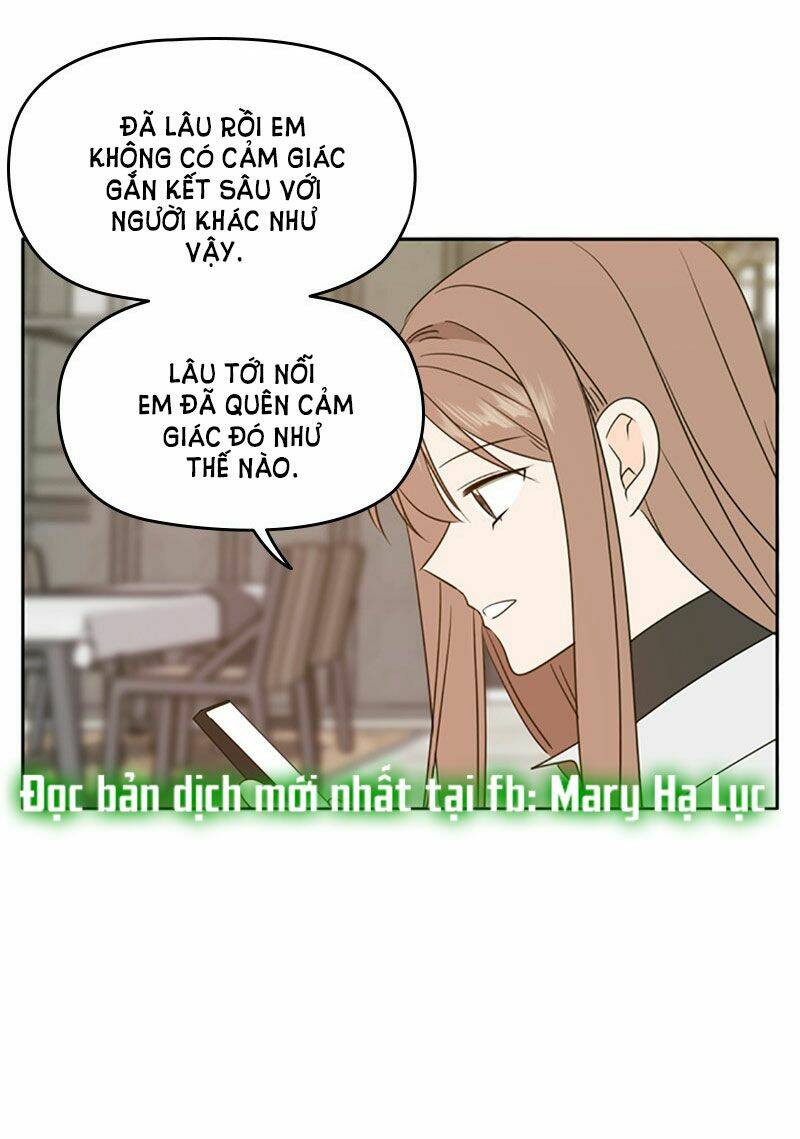 ĐÃ LÂU RỒI EM
KHÔNG CÓ CẢM GIÁC
GẮN KẾT SÂU VỚI
NGƯỜI KHÁC NHƯ
VẬY.
LÂU TỚI NỖI
EM ĐÃ QUÊN CẢM
GIÁC ĐÓ NHƯ
THẾ NÀO.
Đọc bản dịch mới nhất tại fb: Mary Hạ Lục